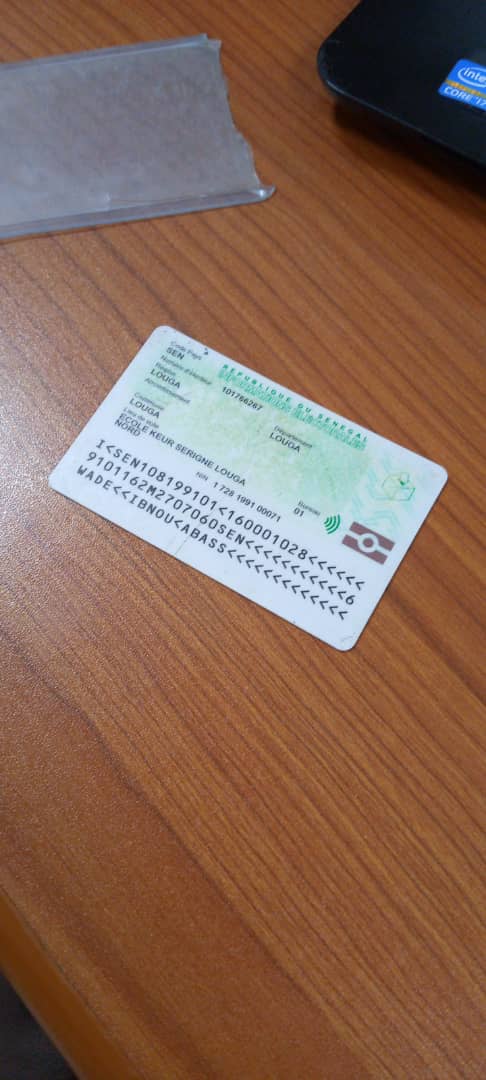 intel
CORE i7
REPUBLIQUE DU SENEGAL
Code Pays
SEN
Numéro d'électeur 101766267
Région
LOUGA
Département
LOUGA
Arrondissement
Commune
LOUGA
Lieu de vote
ECOLE KEUR SERIGNE LOUGA
NORD
Bureau
01
NIN 1 728 1991 00071
I<SEN108199101<160001028<<<<<<
9101162M2707060SEN<<<<<<<<<<<6
WADE<<IBNOU<ABASS<<<<<<<<<<<<<